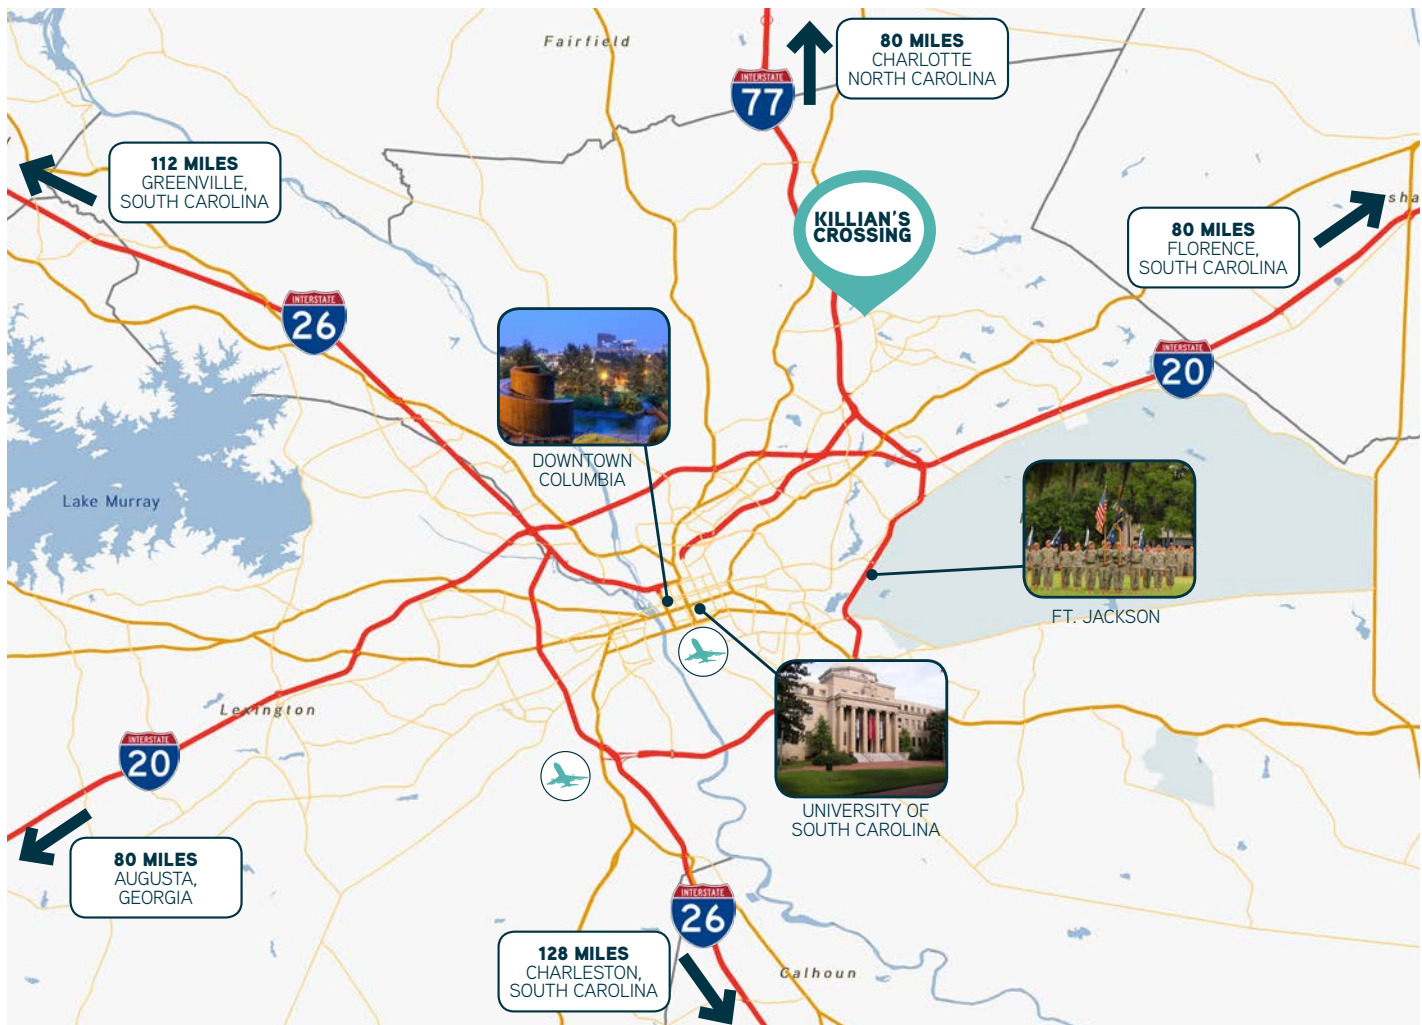 Fairfield
80 MILES
CHARLOTTE
NORTH CAROLINA
INTERSTATE
77
112 MILES
GREENVILLE,
SOUTH CAROLINA
KILLIAN'S
CROSSING
80 MILES
FLORENCE,
SOUTH CAROLINA
INTERSTATE
26
INTERSTATE
20
DOWNTOWN
COLUMBIA
Lake Murray
FT. JACKSON
Lexington
INTERSTATE
20
UNIVERSITY OF
SOUTH CAROLINA
80 MILES
AUGUSTA,
GEORGIA
INTERSTATE
26
128 MILES
CHARLESTON,
SOUTH CAROLINA
Calhoun